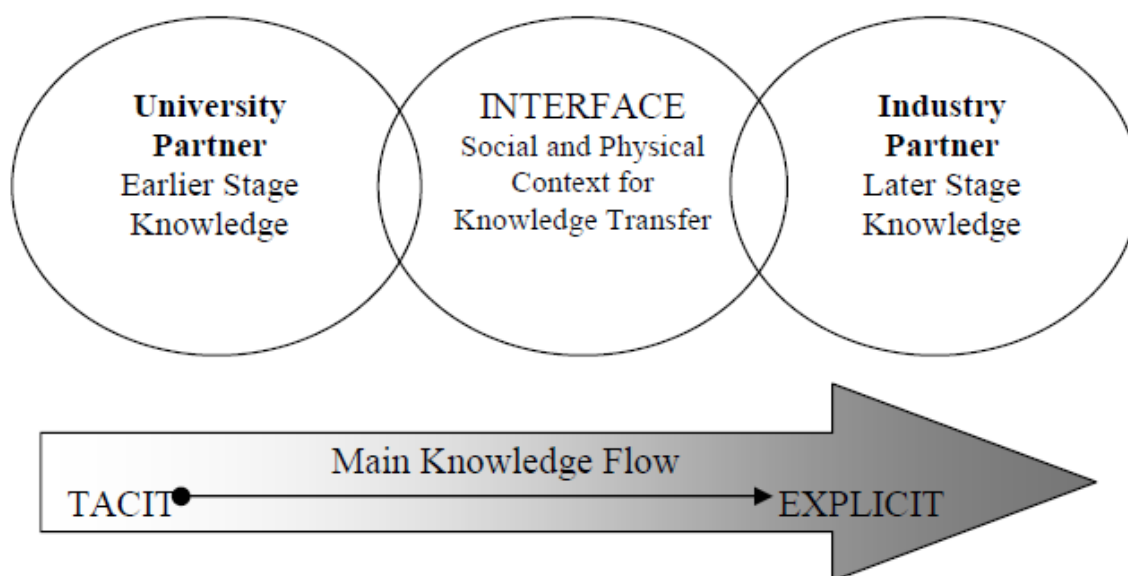 University
Partner
Earlier Stage
Knowledge
INTERFACE
Social and Physical
Context for
Knowledge Transfer
Industry
Partner
Later Stage
Knowledge
Main Knowledge Flow
TACIT
EXPLICIT